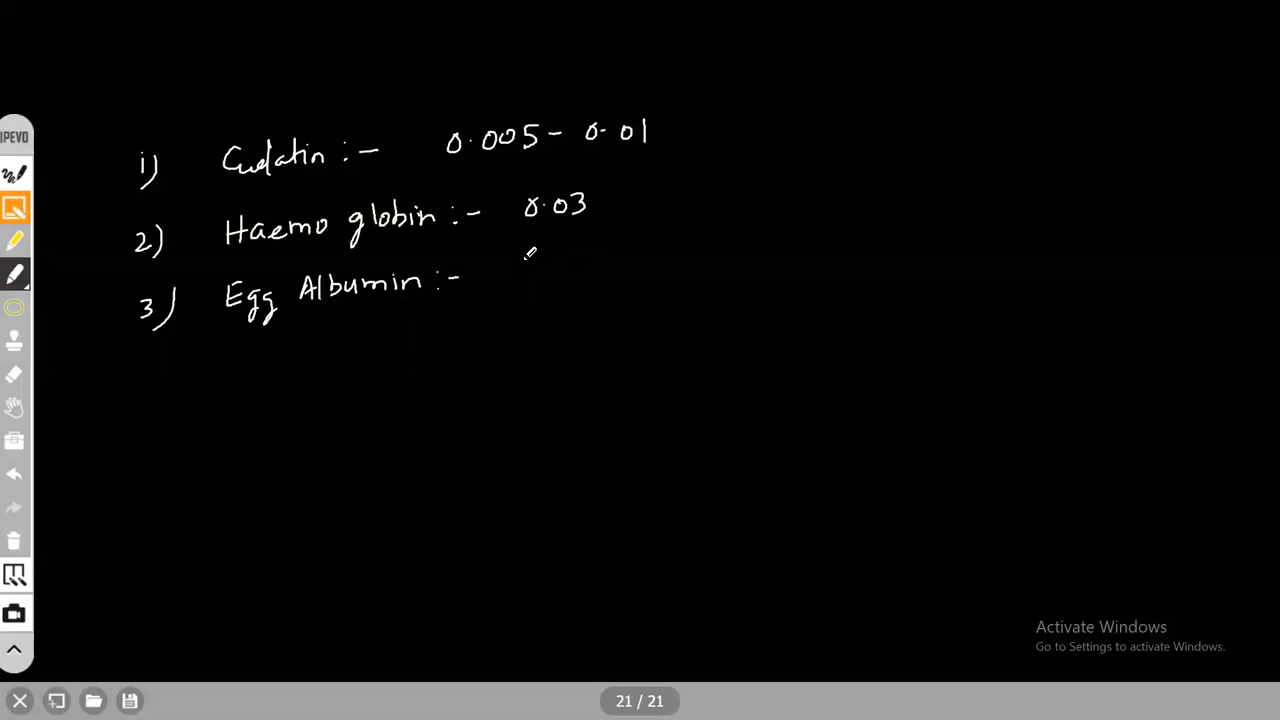 IPEVO
1) Gelatin :- 0.005 - 0.01
2) Haemo globin :- 0.03
3) Egg Albumin :-
Activate Windows
Go to Settings to activate Windows.
21 / 21